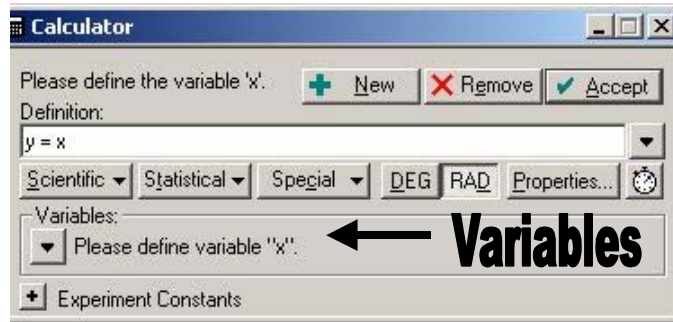 Calculator
Please define the variable 'x'. New Remove Accept
Definition:
y = x
Scientific Statistical Special DEG RAD Properties...
Variables:
Please define variable "x". Variables
Experiment Constants